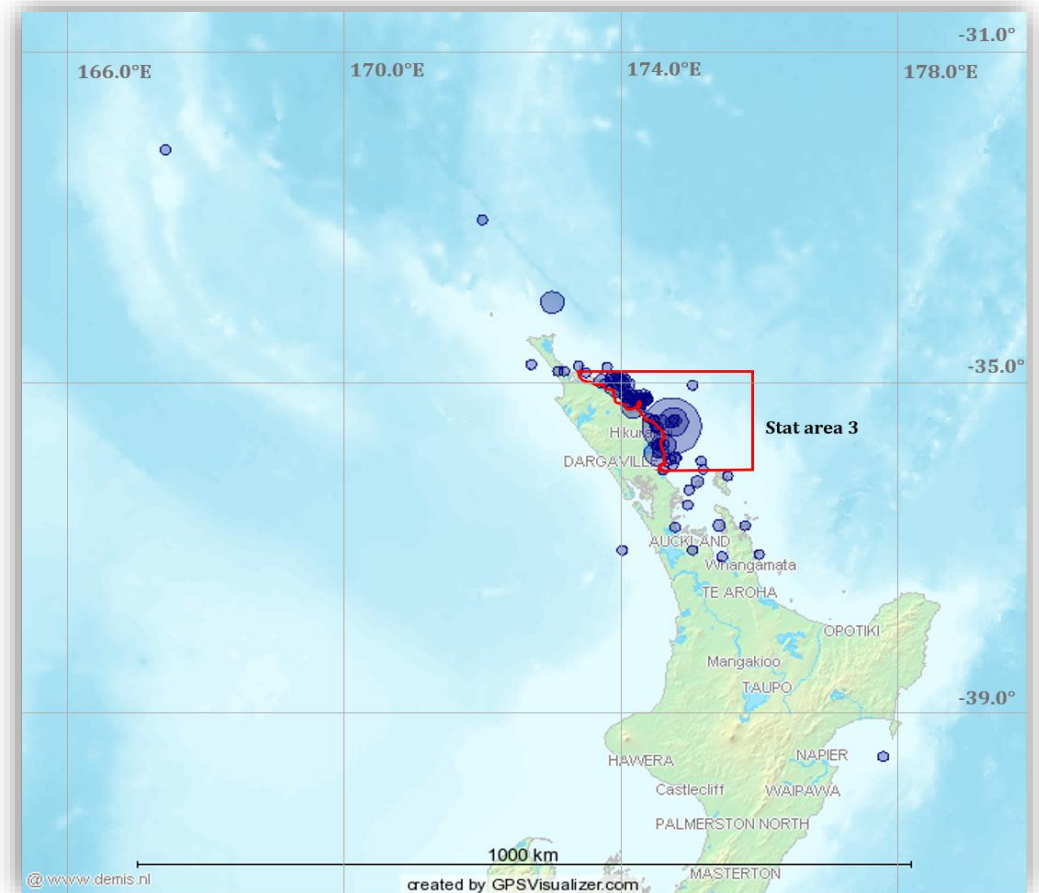 -31.0°
166.0°E
170.0°E
174.0°E
178.0°E
-35.0°
Stat area 3
Hikura
DARGAVILLE
AUCKLAND
Whangamata
TE AROHA
OPOTIKI
Mangakioo
TAUPO
-39.0°
NAPIER
HAWERA
Castlecliff
WAIPAWA
PALMERSTON NORTH
1000 km
MASTERTON
@ www.demis.nl
created by GPSVisualizer.com